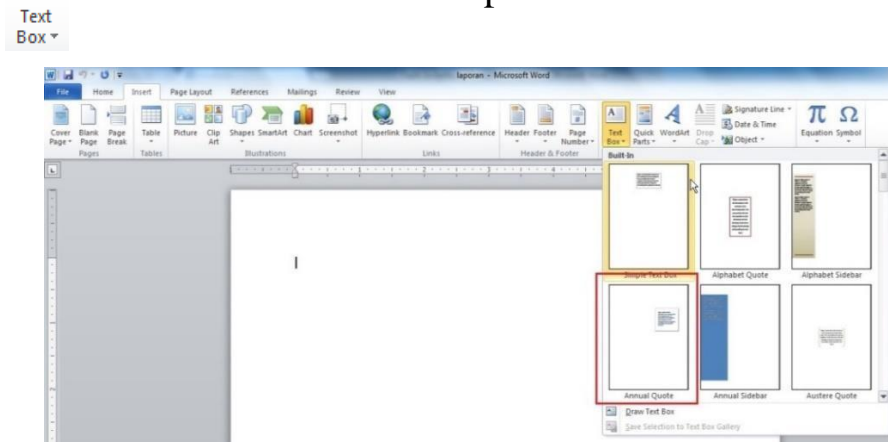 Text
Box
laporan - Microsoft Word
File Home Insert Page Layout References Mailings Review View
Cover Page Blank Page Page Break Table Picture Clip Art Shapes SmartArt Chart Screenshot Hyperlink Bookmark Cross-reference Header Footer Page Number Text Box Quick Parts WordArt Drop Cap Signature Line Date & Time Object Equation Symbol
Pages Tables Illustrations Links Header & Footer
Built-In
Simple Text Box Alphabet Quote Alphabet Sidebar
Annual Quote Annual Sidebar Austere Quote
Draw Text Box
Save Selection to Text Box Gallery